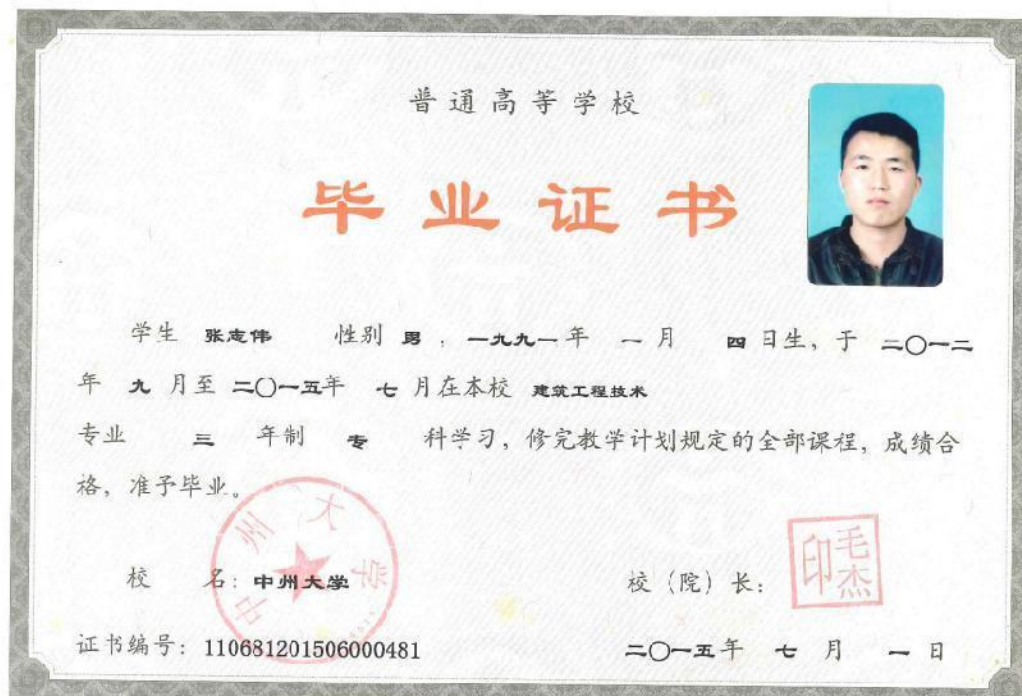 普通高等学校
毕业证书
学生 张志伟 性别 男 ，一九九一年 一月 四日生，于 二〇一二
年 九 月至 二〇一五年 七 月在本校 建筑工程技术
专业 三 年制 专 科学习，修完教学计划规定的全部课程，成绩合
格，准予毕业。
中州大学
校 名：中州大学
校（院）长：
毛杰印
证书编号：110681201506000481
二〇一五年 七 月 一 日